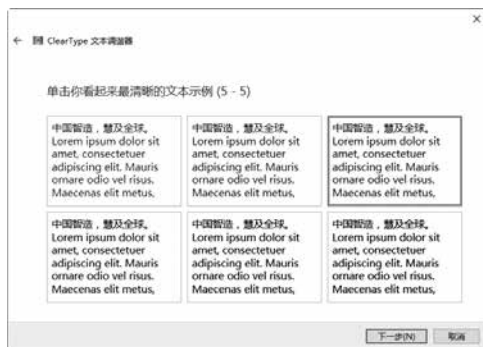 ClearType 文本调谐器
单击你看起来最清晰的文本示例 (5 - 5)
中国智造，慧及全球。
Lorem ipsum dolor sit
amet, consectetuer
adipiscing elit. Mauris
ornare odio vel risus.
Maecenas elit metus,
中国智造，慧及全球。
Lorem ipsum dolor sit
amet, consectetuer
adipiscing elit. Mauris
ornare odio vel risus.
Maecenas elit metus,
中国智造，慧及全球。
Lorem ipsum dolor sit
amet, consectetuer
adipiscing elit. Mauris
ornare odio vel risus.
Maecenas elit metus,
中国智造，慧及全球。
Lorem ipsum dolor sit
amet, consectetuer
adipiscing elit. Mauris
ornare odio vel risus.
Maecenas elit metus,
中国智造，慧及全球。
Lorem ipsum dolor sit
amet, consectetuer
adipiscing elit. Mauris
ornare odio vel risus.
Maecenas elit metus,
中国智造，慧及全球。
Lorem ipsum dolor sit
amet, consectetuer
adipiscing elit. Mauris
ornare odio vel risus.
Maecenas elit metus,
下一步(N) 取消